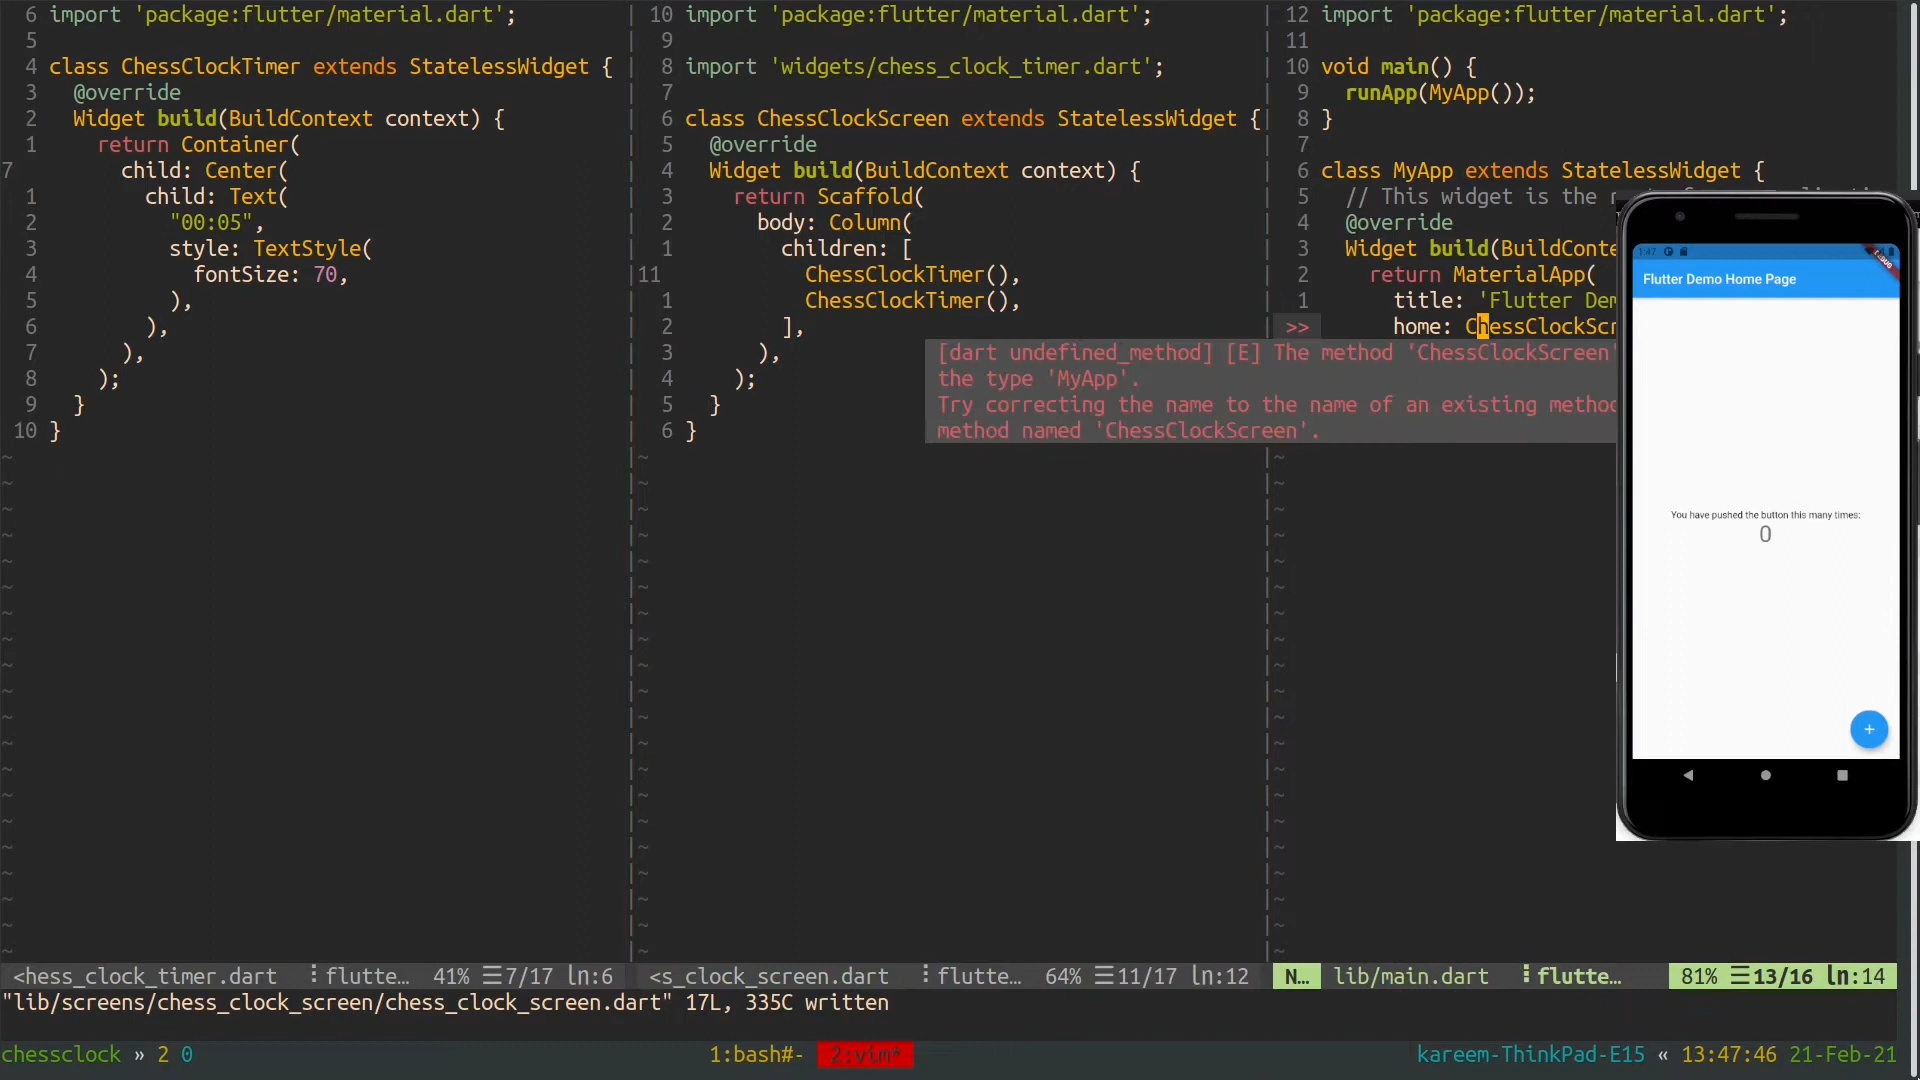 6 import 'package:flutter/material.dart';
5
4 class ChessClockTimer extends StatelessWidget {
3 @override
2 Widget build(BuildContext context) {
1 return Container(
7 child: Center(
1 child: Text(
2 "00:05",
3 style: TextStyle(
4 fontSize: 70,
5 ),
6 ),
7 ),
8 );
9 }
10 }
<hess_clock_timer.dart flutte… 41% 7/17 ln:6
10 import 'package:flutter/material.dart';
9
8 import 'widgets/chess_clock_timer.dart';
7
6 class ChessClockScreen extends StatelessWidget {
5 @override
4 Widget build(BuildContext context) {
3 return Scaffold(
2 body: Column(
1 children: [
11 ChessClockTimer(),
1 ChessClockTimer(),
2 ],
3 ),
4 );
5 }
6 }
<s_clock_screen.dart flutte… 64% 11/17 ln:12
12 import 'package:flutter/material.dart';
11
10 void main() {
9 runApp(MyApp());
8 }
7
6 class MyApp extends StatelessWidget {
5 // This widget is the
4 @override
3 Widget build(BuildConte
2 return MaterialApp(
1 title: 'Flutter Dem
>> home: ChessClockScr
[dart undefined_method] [E] The method 'ChessClockScreen'
the type 'MyApp'.
Try correcting the name to the name of an existing method
method named 'ChessClockScreen'.
N… lib/main.dart flutte… 81% 13/16 ln:14
1:47
DEBUG
Flutter Demo Home Page
You have pushed the button this many times:
0
+
"lib/screens/chess_clock_screen/chess_clock_screen.dart" 17L, 335C written
chessclock » 2 0 1:bash#- 2:vim* kareem-ThinkPad-E15 « 13:47:46 21-Feb-21